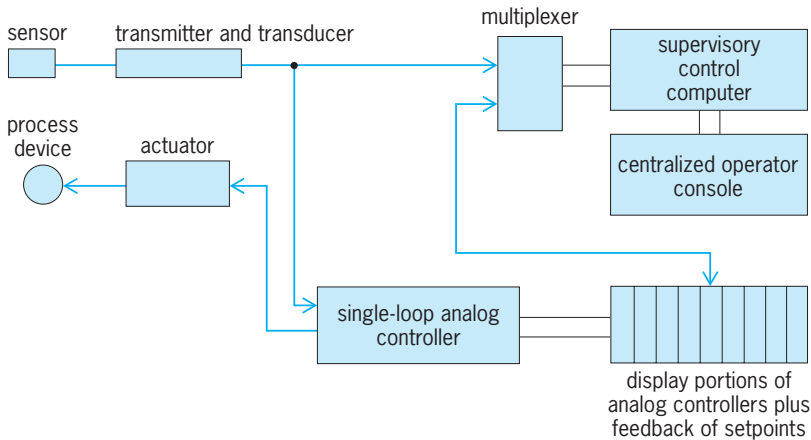 sensor
transmitter and transducer
multiplexer
supervisory
control
computer
process
device
actuator
centralized operator
console
single-loop analog
controller
display portions of
analog controllers plus
feedback of setpoints